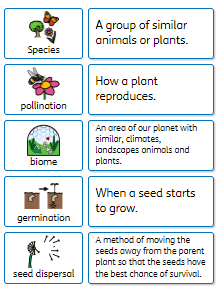 Species
A group of similar
animals or plants.
pollination
How a plant
reproduces.
biome
An area of our planet with
similar, climates,
landscapes animals and
plants.
germination
When a seed starts
to grow.
seed dispersal
A method of moving the
seeds away from the parent
plant so that the seeds have
the best chance of survival.